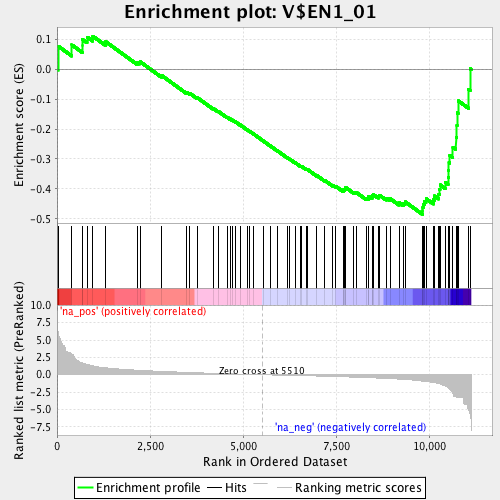 Enrichment plot: V$EN1_01
Enrichment score (ES)
0.1
0.0
-0.1
-0.2
-0.3
-0.4
-0.5
'na_pos' (positively correlated)
Ranked list metric (PreRanked)
10.0
7.5
5.0
2.5
0.0
-2.5
-5.0
-7.5
Zero cross at 5510
'na_neg' (negatively correlated)
0
2,500
5,000
7,500
10,000
Rank in Ordered Dataset
Enrichment profile
Hits
Ranking metric scores